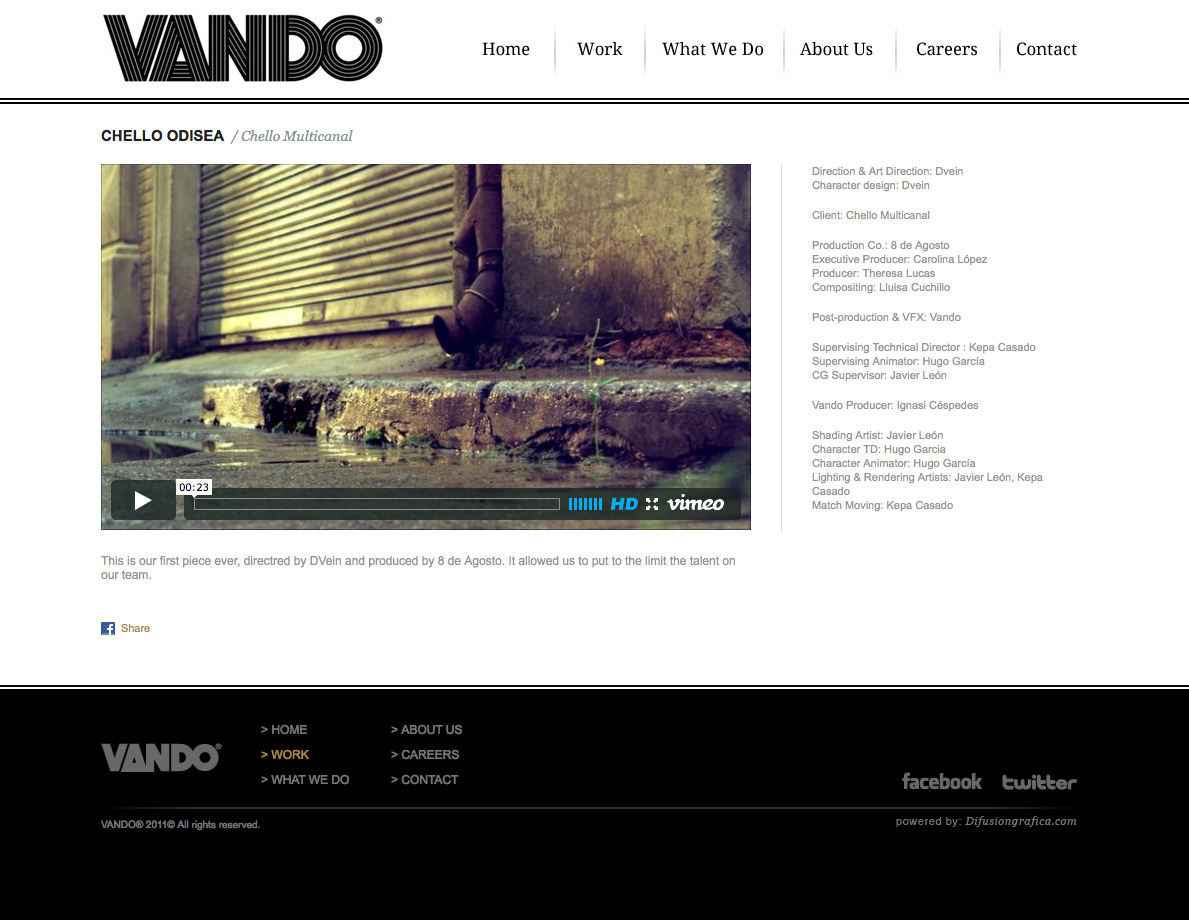 VANDO®
Home
Work
What We Do
About Us
Careers
Contact
CHELLO ODISEA / Chello Multicanal
Direction & Art Direction: Dvein
Character design: Dvein
Client: Chello Multicanal
Production Co.: 8 de Agosto
Executive Producer: Carolina López
Producer: Theresa Lucas
Compositing: Lluisa Cuchillo
Post-production & VFX: Vando
Supervising Technical Director : Kepa Casado
Supervising Animator: Hugo García
CG Supervisor: Javier León
Vando Producer: Ignasi Céspedes
Shading Artist: Javier León
Character TD: Hugo Garcia
Character Animator: Hugo García
Lighting & Rendering Artists: Javier León, Kepa
Casado
Match Moving: Kepa Casado
00:23
HD
vimeo
This is our first piece ever, directred by DVein and produced by 8 de Agosto. It allowed us to put to the limit the talent on
our team.
f Share
VANDO®
> HOME
> WORK
> WHAT WE DO
> ABOUT US
> CAREERS
> CONTACT
facebook
twitter
VANDO® 2011© All rights reserved.
powered by: Difusiongrafica.com